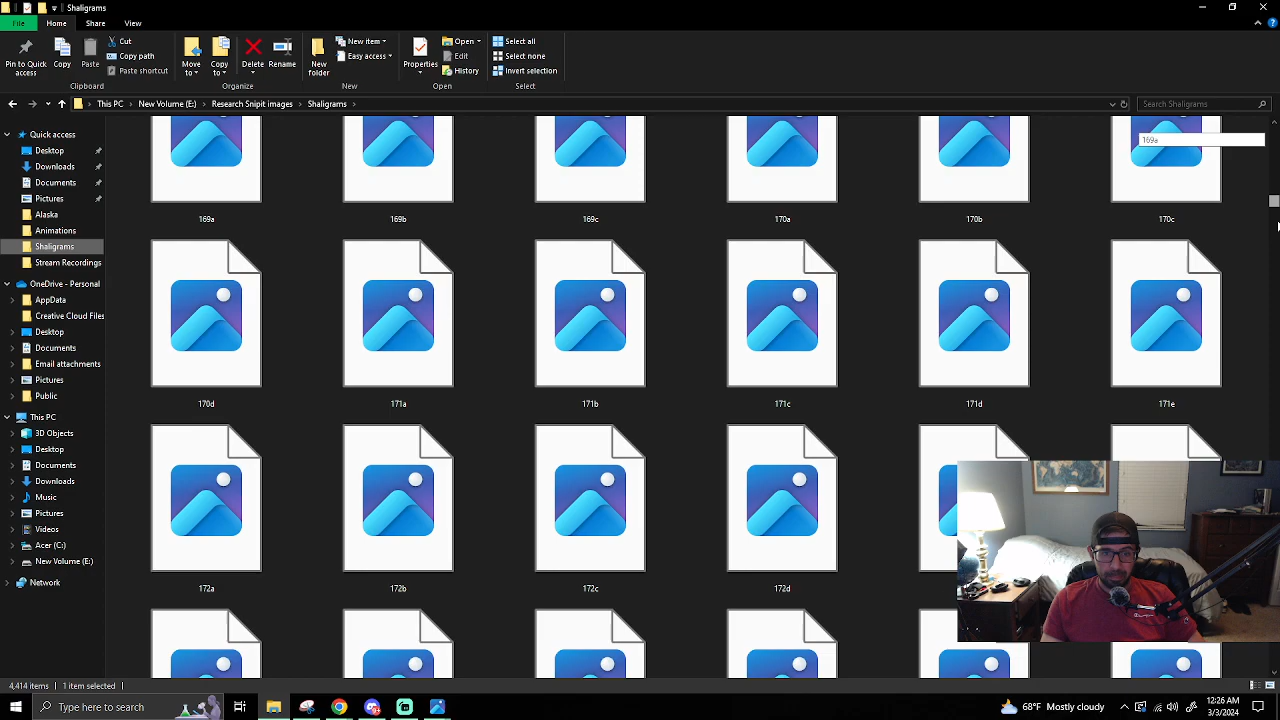 Shaligrams
File Home Share View
Pin to Quick access
Copy
Paste
Cut
Copy path
Paste shortcut
Clipboard
Move to
Copy to
Delete
Rename
Organize
New folder
New item
Easy access
New
Properties
Open
Edit
History
Open
Select all
Select none
Invert selection
Select
This PC > New Volume (E:) > Research Snipit images > Shaligrams >
Search Shaligrams
Quick access
Desktop
Downloads
Documents
Pictures
Alaska
Animations
Shaligrams
Stream Recordings
OneDrive - Personal
AppData
Creative Cloud Files
Desktop
Documents
Email attachments
Pictures
Public
This PC
3D Objects
Desktop
Documents
Downloads
Music
Pictures
Videos
Acer (C:)
New Volume (E:)
Network
169a
169a 169b 169c 170a 170b 170c
170d 171a 171b 171c 171d 171e
172a 172b 172c 172d
4,414 items 1 item selected
Type here to search
68°F Mostly cloudy
12:26 AM
3/3/2024